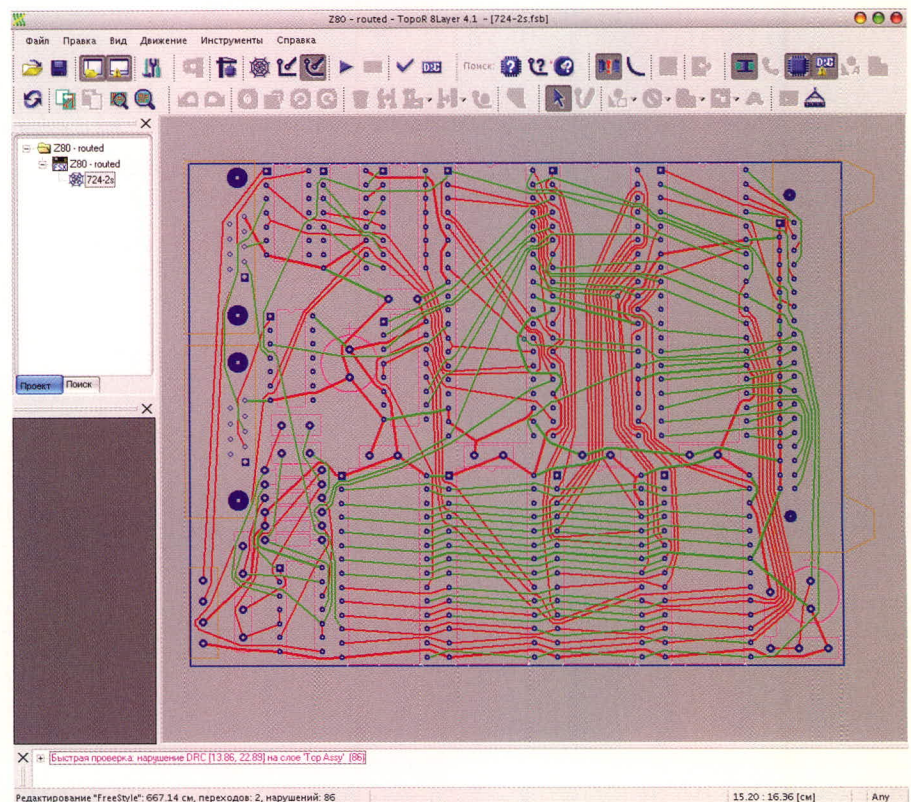 Z80 - routed - TopoR 8Layer 4.1 - [724-2s.fsb]
Файл Правка Вид Движение Инструменты Справка
Поиск:
Z80 - routed
Z80 - routed
724-2s
Проект Поиск
Быстрая проверка: нарушение DRC [13.86, 22.89] на слое 'Top Assy' [86]
Редактирование "FreeStyle": 667.14 см, переходов: 2, нарушений: 86 15.20 : 16.36 [см] Any